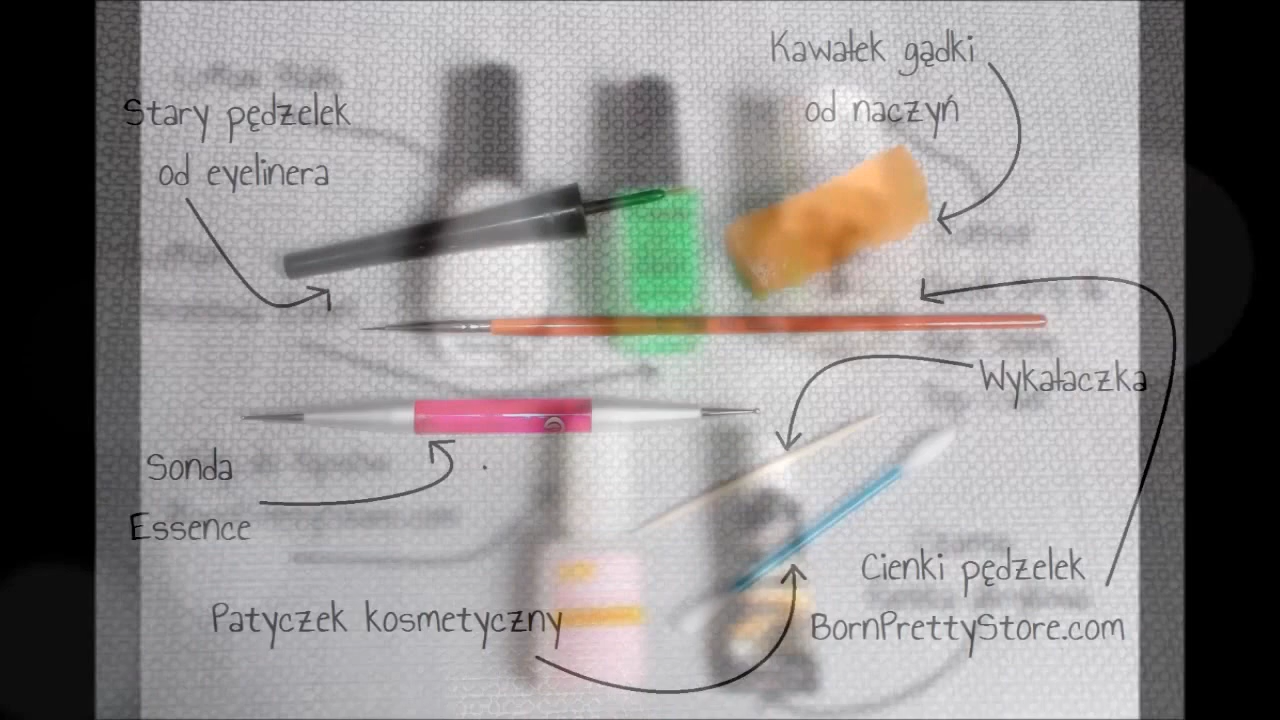 Stary pędzelek
od eyelinera
Kawałek gądki
od naczyń
Wykałaczka
Sonda
Essence
Cienki pędzelek
BornPrettyStore.com
Patyczek kosmetyczny